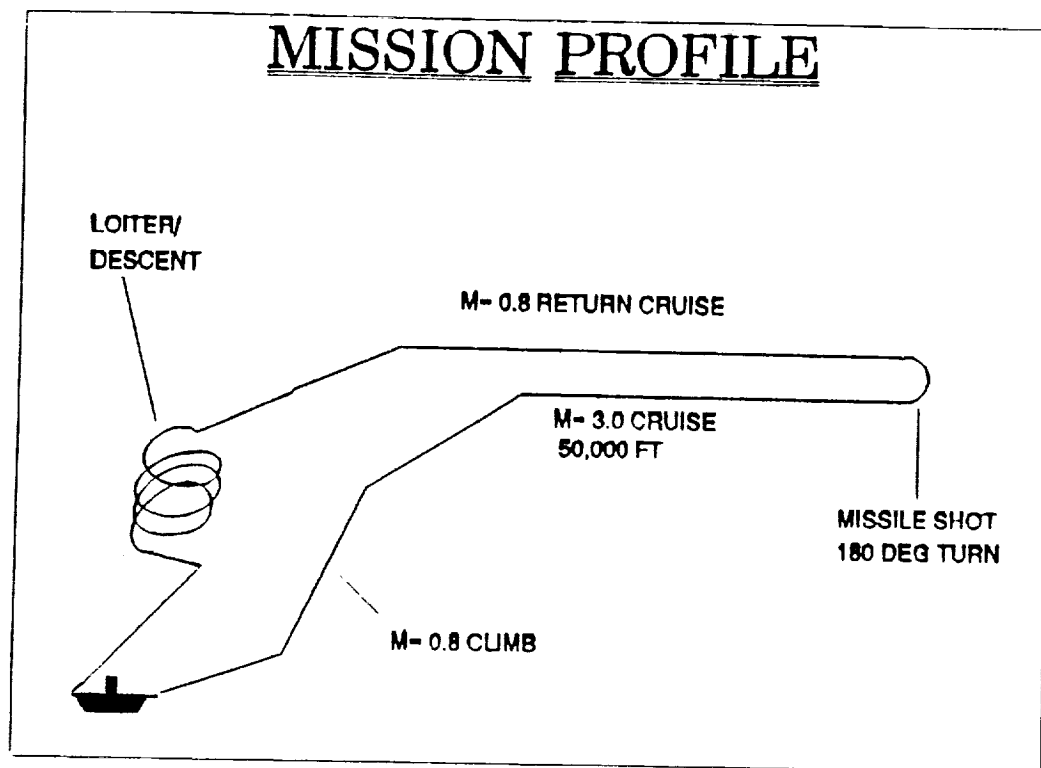 MISSION PROFILE
LOITER/
DESCENT
M= 0.8 RETURN CRUISE
M= 3.0 CRUISE
50,000 FT
MISSILE SHOT
180 DEG TURN
M= 0.8 CLIMB